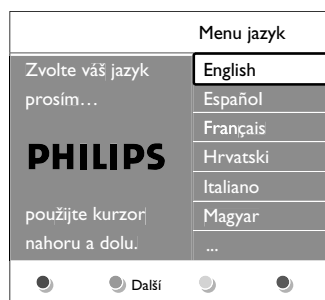 Menu jazyk
Zvolte váš jazyk
prosím…
PHILIPS
použijte kurzor
nahoru a dolu.
English
Español
Français
Hrvatski
Italiano
Magyar
...
Další